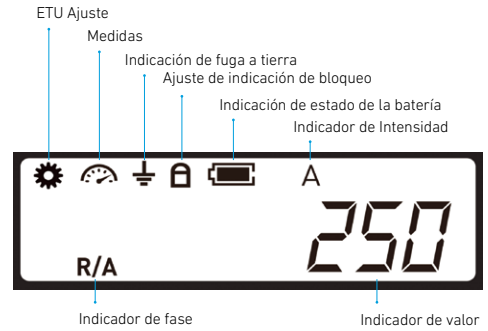 ETU Ajuste
Medidas
Indicación de fuga a tierra
Ajuste de indicación de bloqueo
Indicación de estado de la batería
Indicador de Intensidad
A
250
R/A
Indicador de fase
Indicador de valor